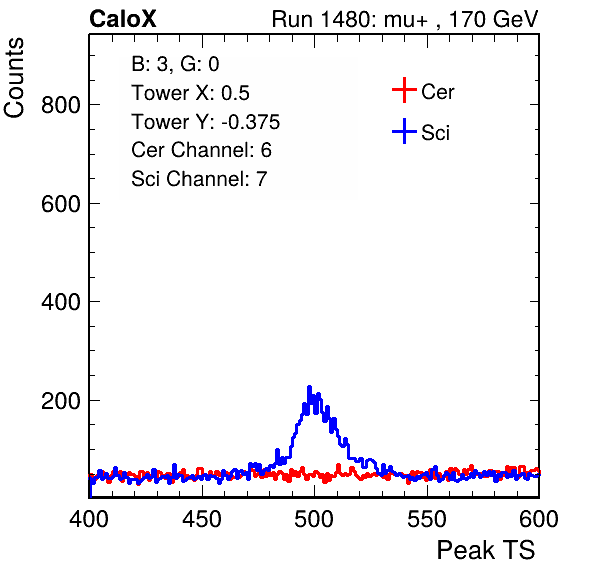 CaloX Run 1480: mu+ , 170 GeV
Counts
B: 3, G: 0
Tower X: 0.5
Tower Y: -0.375
Cer Channel: 6
Sci Channel: 7
Cer
Sci
800
600
400
200
400 450 500 550 600
Peak TS